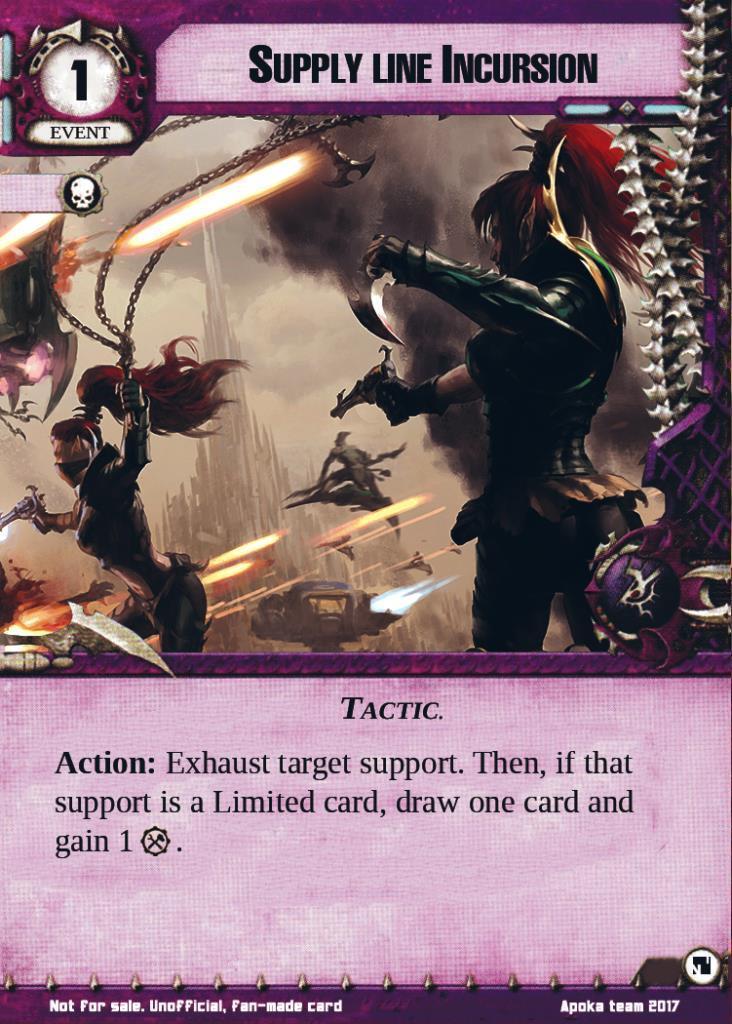 1
SUPPLY LINE INCURSION
EVENT
TACTIC.
Action: Exhaust target support. Then, if that
support is a Limited card, draw one card and
gain 1 .
Not for sale. Unofficial, fan-made card
Apoka team 2017